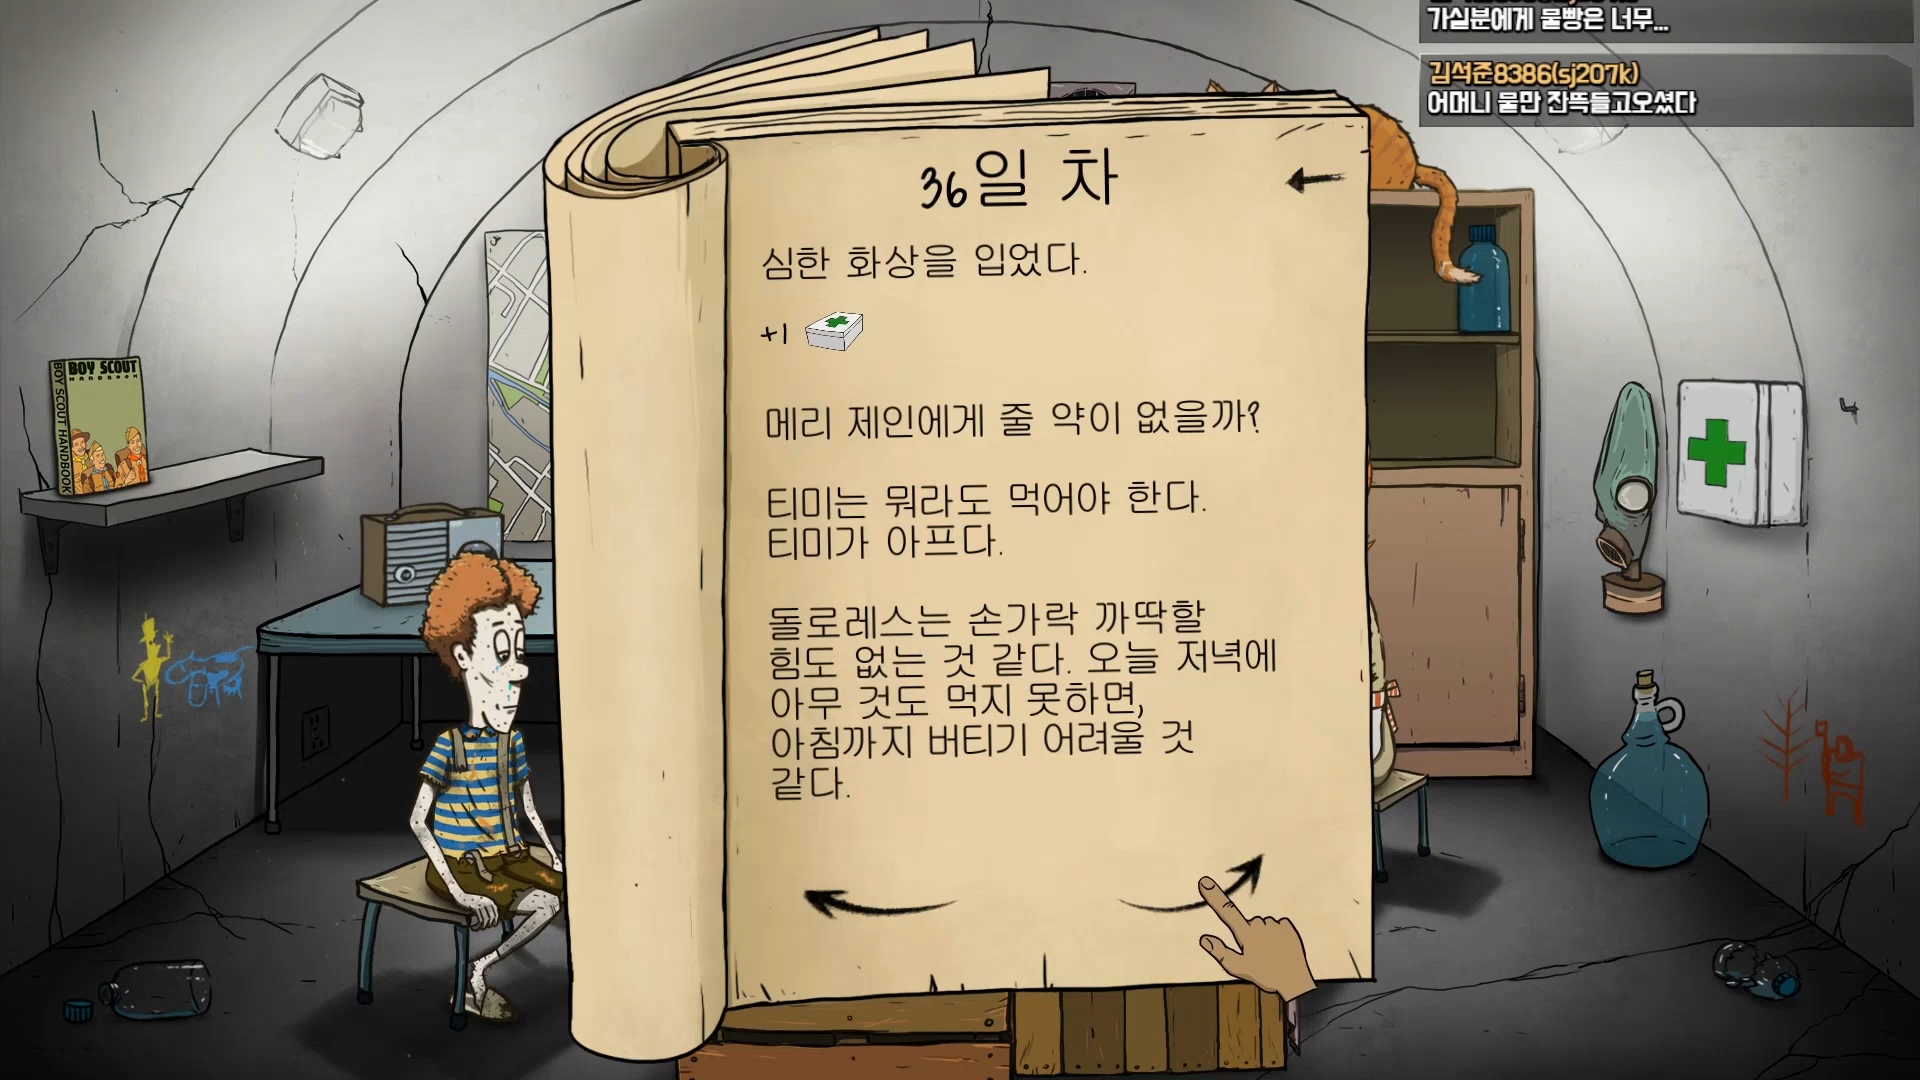 가실분에게 물빵은 너무...
김석준8386(sj207k)
어머니 물만 잔뜩들고오셨다
36일 차
심한 화상을 입었다.
+1
메리 제인에게 줄 약이 없을까?
티미는 뭐라도 먹어야 한다.
티미가 아프다.
돌로레스는 손가락 까딱할
힘도 없는 것 같다. 오늘 저녁에
아무 것도 먹지 못하면,
아침까지 버티기 어려울 것
같다.
BOY SCOUT
HANDBOOK
BOY SCOUT HANDBOOK